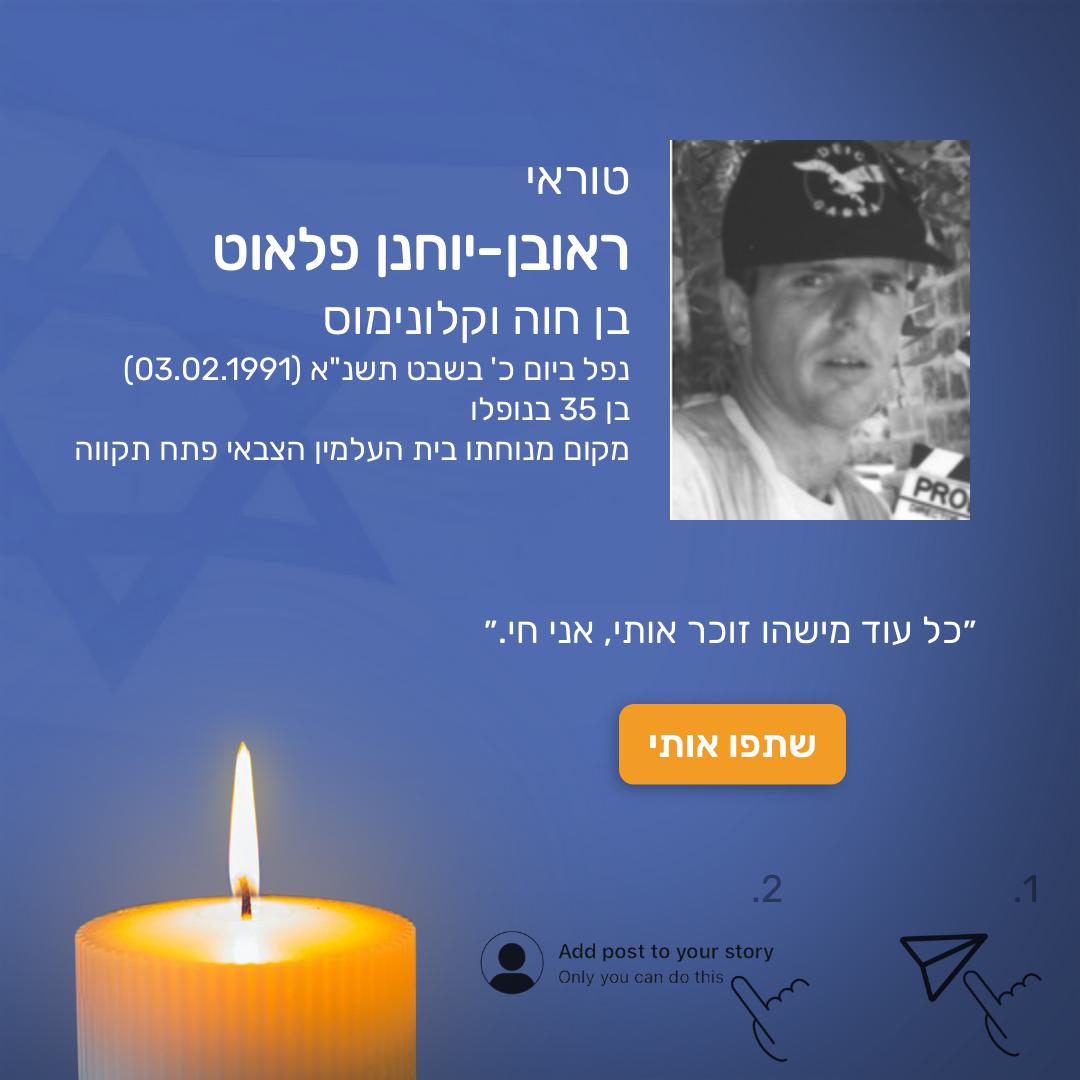 טוראי
ראובן-יוחנן פלאוט
בן חוה וקלונימוס
נפל ביום כ' בשבט תשנ"א (03.02.1991)
בן 35 בנופלו
מקום מנוחתו בית העלמין הצבאי פתח תקווה
PRO
״כל עוד מישהו זוכר אותי, אני חי.״
שתפו אותי
1.
2.
Add post to your story
Only you can do this